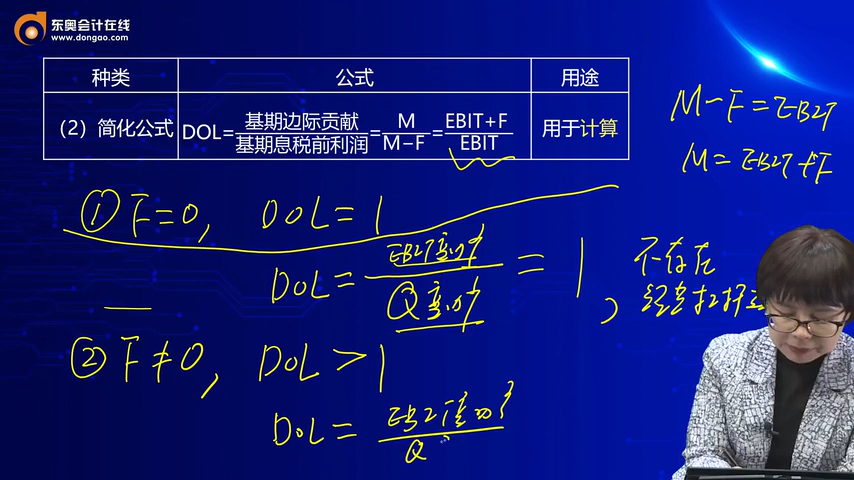 东奥会计在线
www.dongao.com
种类 公式 用途
(2)简化公式 DOL=基期边际贡献/基期息税前利润=M/M-F=EBIT+F/EBIT 用于计算
M-F=EBIT
M=EBIT+F
①F=0, DOL=1
DOL=EBIT变动率/Q变动率=1,
不存在
经营杠杆
②F≠0, DOL>1
DOL=EBIT变动率/Q